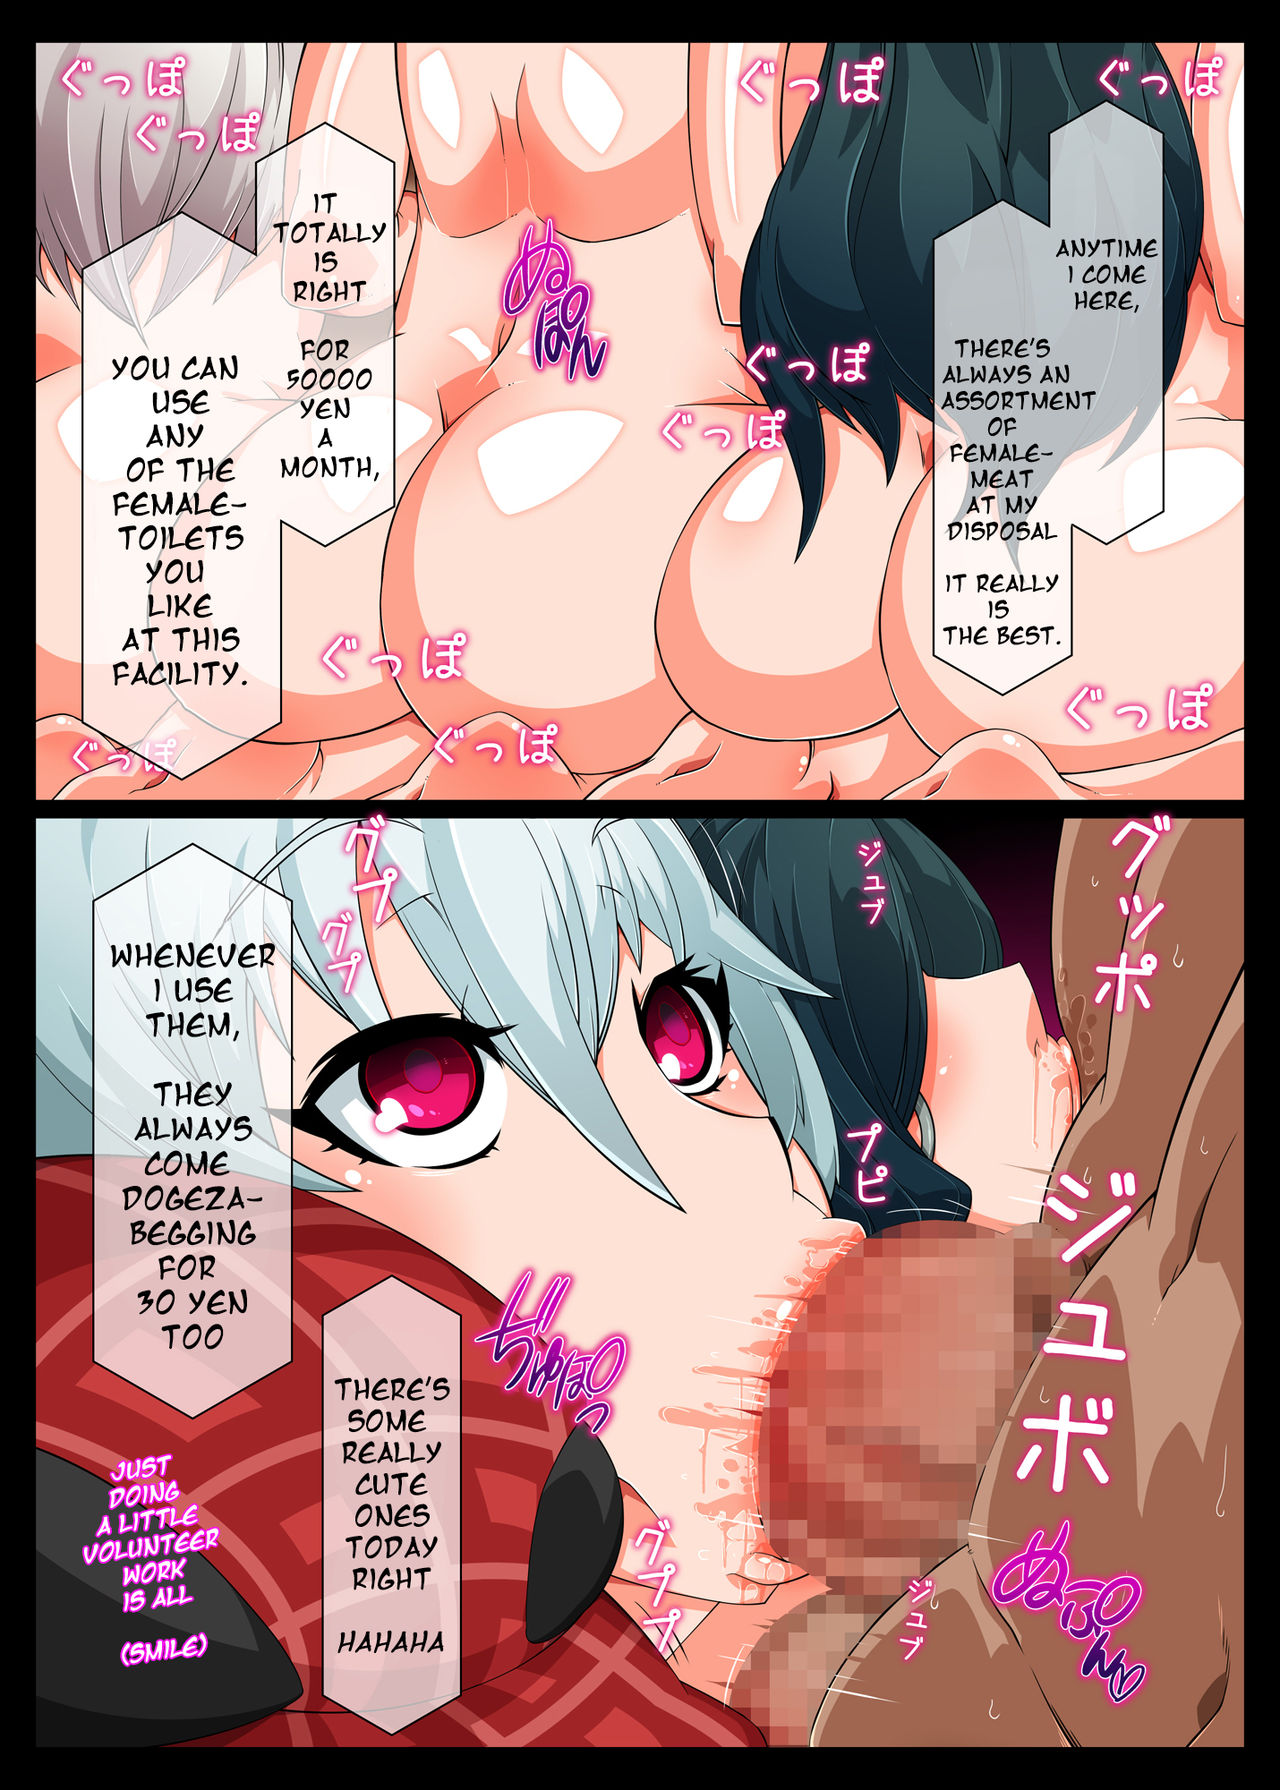 ぐっぽ
ぐっぽ
ぐっぽ
ぐっぽ
ANYTIME
I COME
HERE,
THERE'S
ALWAYS AN
ASSORTMENT
OF
FEMALE-
MEAT
AT MY
DISPOSAL
IT REALLY
IS
THE BEST.
ぬぽぽん
ぐっぽ
ぐっぽ
IT
TOTALLY
IS
RIGHT
FOR
50000
YEN
A
MONTH,
YOU CAN
USE
ANY
OF THE
FEMALE-
TOILETS
YOU
LIKE
AT THIS
FACILITY.
ぐっぽ
ぐっぽ
ぐっぽ
ぐっぽ
グッポ
ジュブ
グププ
グプ
WHENEVER
I USE
THEM,
THEY
ALWAYS
COME
DOGEZA-
BEGGING
FOR
30 YEN
TOO
プピ
ジュボ
ぢゅぽっ
THERE'S
SOME
REALLY
CUTE
ONES
TODAY
RIGHT
HAHAHA
JUST
DOING
A LITTLE
VOLUNTEER
WORK
IS ALL
(SMILE)
グププ
ジュブ